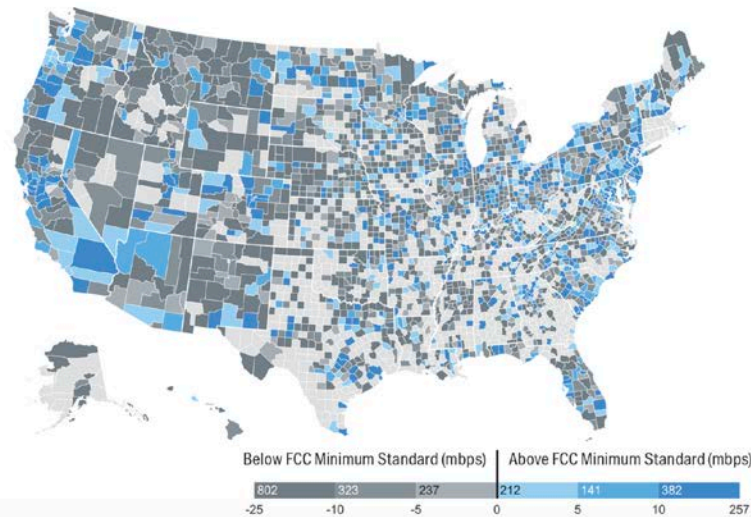 Below FCC Minimum Standard (mbps) Above FCC Minimum Standard (mbps)
802 323 237 212 141 382
-25 -10 -5 0 5 10 257